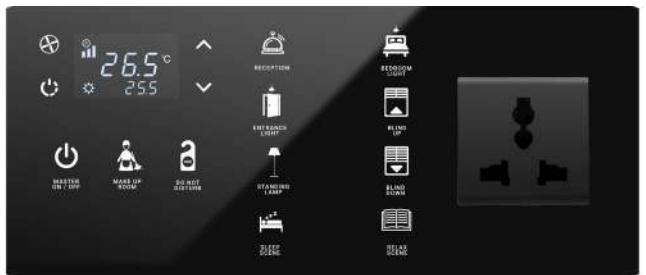 26.5°C
25.5
RECEPTION
BEDROOM
LIGHT
ENTRANCE
LIGHT
BLIND
UP
MASTER
ON / OFF
MAKE UP
ROOM
DO NOT
DISTURB
STANDING
LAMP
BLIND
DOWN
SLEEP
SCENE
RELAX
SCENE